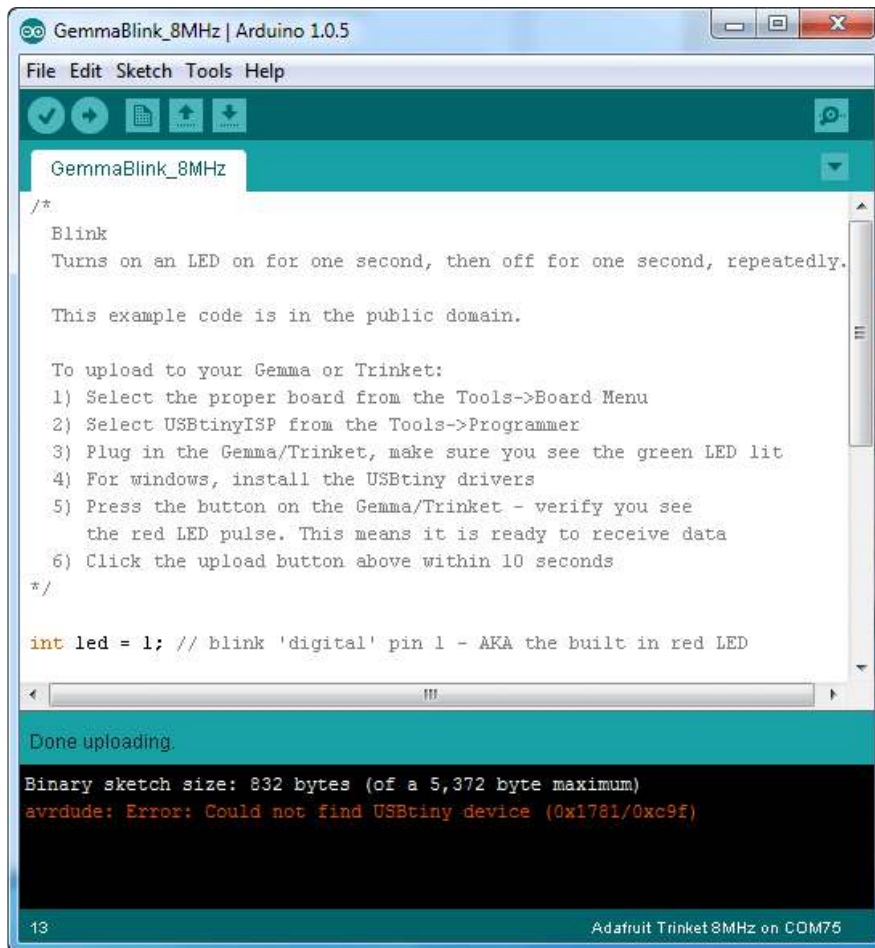 GemmaBlink_8MHz | Arduino 1.0.5
File Edit Sketch Tools Help
GemmaBlink_8MHz
/*
Blink
Turns on an LED on for one second, then off for one second, repeatedly.
This example code is in the public domain.
To upload to your Gemma or Trinket:
1) Select the proper board from the Tools->Board Menu
2) Select USBtinyISP from the Tools->Programmer
3) Plug in the Gemma/Trinket, make sure you see the green LED lit
4) For windows, install the USBtiny drivers
5) Press the button on the Gemma/Trinket - verify you see
the red LED pulse. This means it is ready to receive data
6) Click the upload button above within 10 seconds
*/
int led = 1; // blink 'digital' pin 1 - AKA the built in red LED
Done uploading.
Binary sketch size: 832 bytes (of a 5,372 byte maximum)
avrdude: Error: Could not find USBtiny device (0x1781/0xc9f)
13 Adafruit Trinket 8MHz on COM75